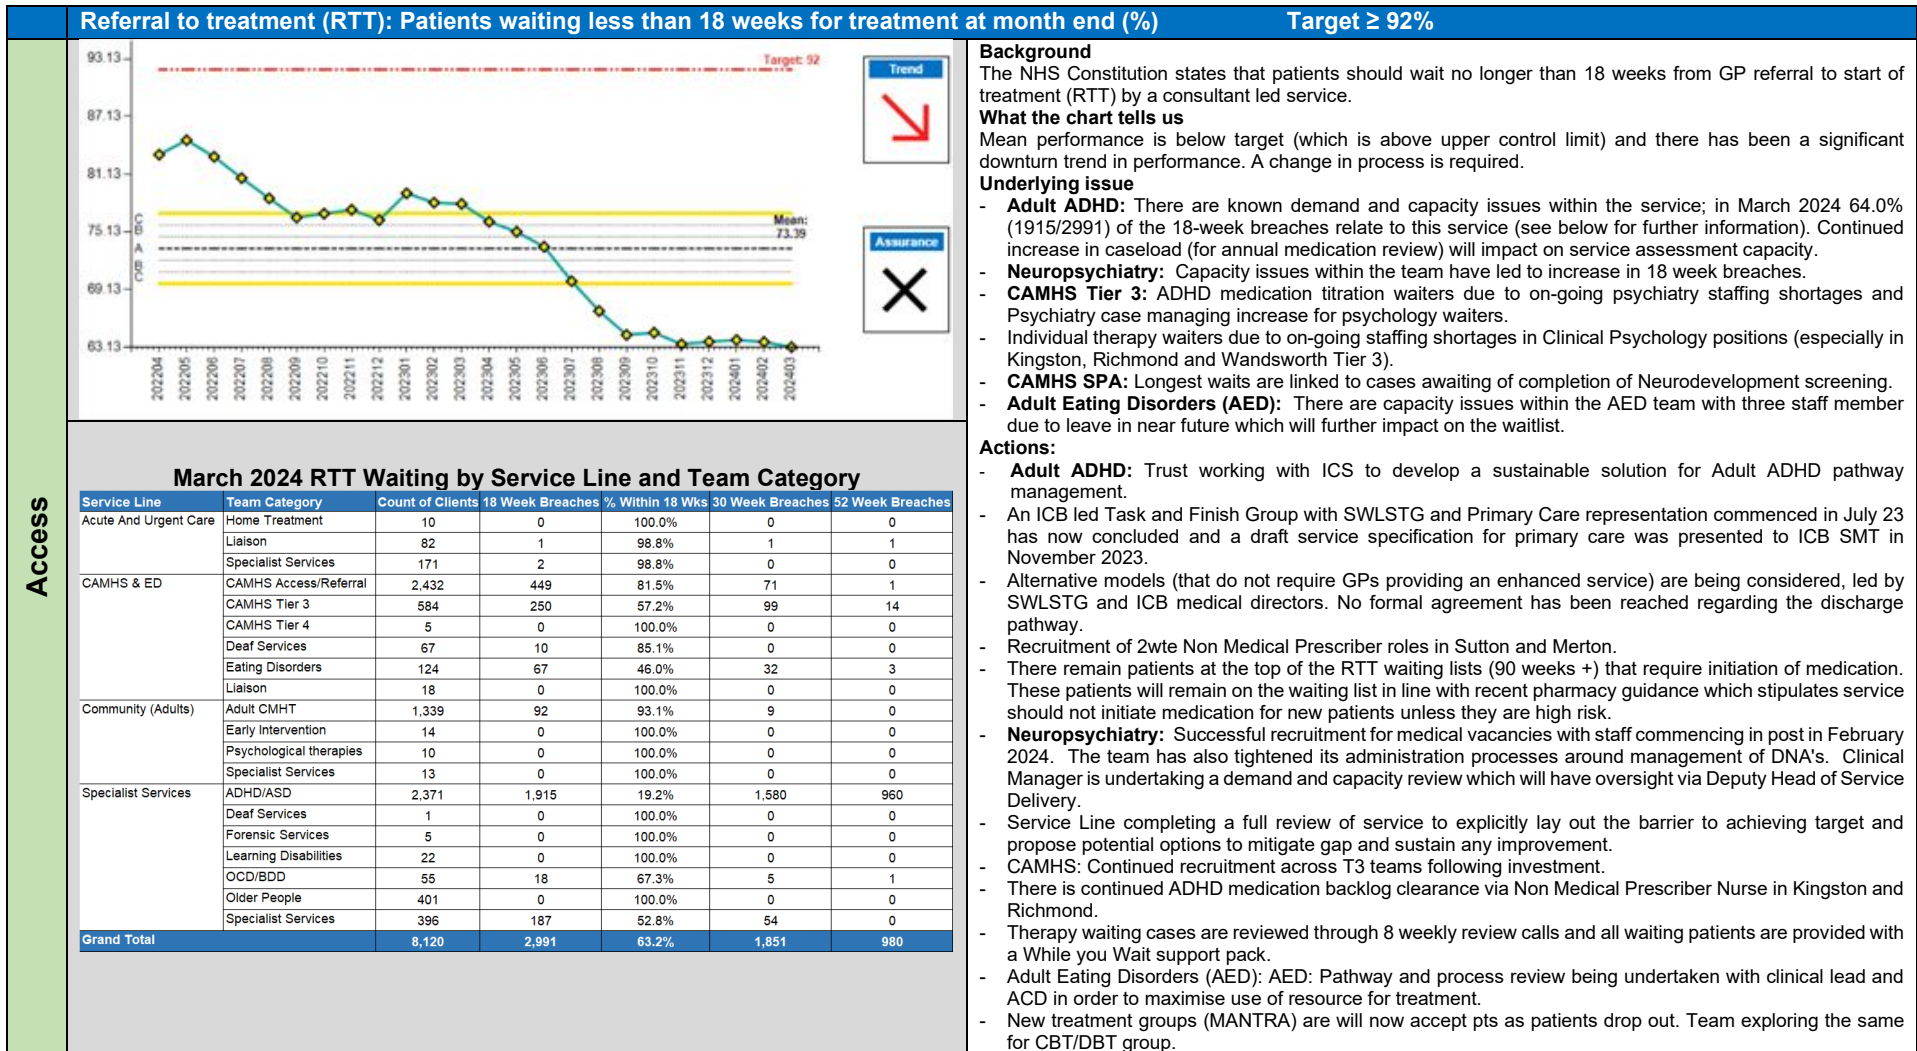 Referral to treatment (RTT): Patients waiting less than 18 weeks for treatment at month end (%) Target ≥ 92%
Access
93.13
87.13
81.13
75.13
69.13
63.13
Target: 92
Mean:
73.39
C
B
A
B
C
202204 202205 202206 202207 202208 202209 202210 202211 202212 202301 202302 202303 202304 202305 202306 202307 202308 202309 202310 202311 202312 202401 202402 202403
Trend
Assurance
March 2024 RTT Waiting by Service Line and Team Category
Service Line Team Category Count of Clients 18 Week Breaches % Within 18 Wks 30 Week Breaches 52 Week Breaches
Acute And Urgent Care Home Treatment 10 0 100.0% 0 0
Liaison 82 1 98.8% 1 1
Specialist Services 171 2 98.8% 0 0
CAMHS & ED CAMHS Access/Referral 2,432 449 81.5% 71 1
CAMHS Tier 3 584 250 57.2% 99 14
CAMHS Tier 4 5 0 100.0% 0 0
Deaf Services 67 10 85.1% 0 0
Eating Disorders 124 67 46.0% 32 3
Liaison 18 0 100.0% 0 0
Community (Adults) Adult CMHT 1,339 92 93.1% 9 0
Early Intervention 14 0 100.0% 0 0
Psychological therapies 10 0 100.0% 0 0
Specialist Services 13 0 100.0% 0 0
Specialist Services ADHD/ASD 2,371 1,915 19.2% 1,580 960
Deaf Services 1 0 100.0% 0 0
Forensic Services 5 0 100.0% 0 0
Learning Disabilities 22 0 100.0% 0 0
OCD/BDD 55 18 67.3% 5 1
Older People 401 0 100.0% 0 0
Specialist Services 396 187 52.8% 54 0
Grand Total 8,120 2,991 63.2% 1,851 980
Background
The NHS Constitution states that patients should wait no longer than 18 weeks from GP referral to start of
treatment (RTT) by a consultant led service.
What the chart tells us
Mean performance is below target (which is above upper control limit) and there has been a significant
downturn trend in performance. A change in process is required.
Underlying issue
- Adult ADHD: There are known demand and capacity issues within the service; in March 2024 64.0%
(1915/2991) of the 18-week breaches relate to this service (see below for further information). Continued
increase in caseload (for annual medication review) will impact on service assessment capacity.
- Neuropsychiatry: Capacity issues within the team have led to increase in 18 week breaches.
- CAMHS Tier 3: ADHD medication titration waiters due to on-going psychiatry staffing shortages and
Psychiatry case managing increase for psychology waiters.
- Individual therapy waiters due to on-going staffing shortages in Clinical Psychology positions (especially in
Kingston, Richmond and Wandsworth Tier 3).
- CAMHS SPA: Longest waits are linked to cases awaiting of completion of Neurodevelopment screening.
- Adult Eating Disorders (AED): There are capacity issues within the AED team with three staff member
due to leave in near future which will further impact on the waitlist.
Actions:
- Adult ADHD: Trust working with ICS to develop a sustainable solution for Adult ADHD pathway
management.
- An ICB led Task and Finish Group with SWLSTG and Primary Care representation commenced in July 23
has now concluded and a draft service specification for primary care was presented to ICB SMT in
November 2023.
- Alternative models (that do not require GPs providing an enhanced service) are being considered, led by
SWLSTG and ICB medical directors. No formal agreement has been reached regarding the discharge
pathway.
- Recruitment of 2wte Non Medical Prescriber roles in Sutton and Merton.
- There remain patients at the top of the RTT waiting lists (90 weeks +) that require initiation of medication.
These patients will remain on the waiting list in line with recent pharmacy guidance which stipulates service
should not initiate medication for new patients unless they are high risk.
- Neuropsychiatry: Successful recruitment for medical vacancies with staff commencing in post in February
2024. The team has also tightened its administration processes around management of DNA's. Clinical
Manager is undertaking a demand and capacity review which will have oversight via Deputy Head of Service
Delivery.
- Service Line completing a full review of service to explicitly lay out the barrier to achieving target and
propose potential options to mitigate gap and sustain any improvement.
- CAMHS: Continued recruitment across T3 teams following investment.
- There is continued ADHD medication backlog clearance via Non Medical Prescriber Nurse in Kingston and
Richmond.
- Therapy waiting cases are reviewed through 8 weekly review calls and all waiting patients are provided with
a While you Wait support pack.
- Adult Eating Disorders (AED): AED: Pathway and process review being undertaken with clinical lead and
ACD in order to maximise use of resource for treatment.
- New treatment groups (MANTRA) are will now accept pts as patients drop out. Team exploring the same
for CBT/DBT group.